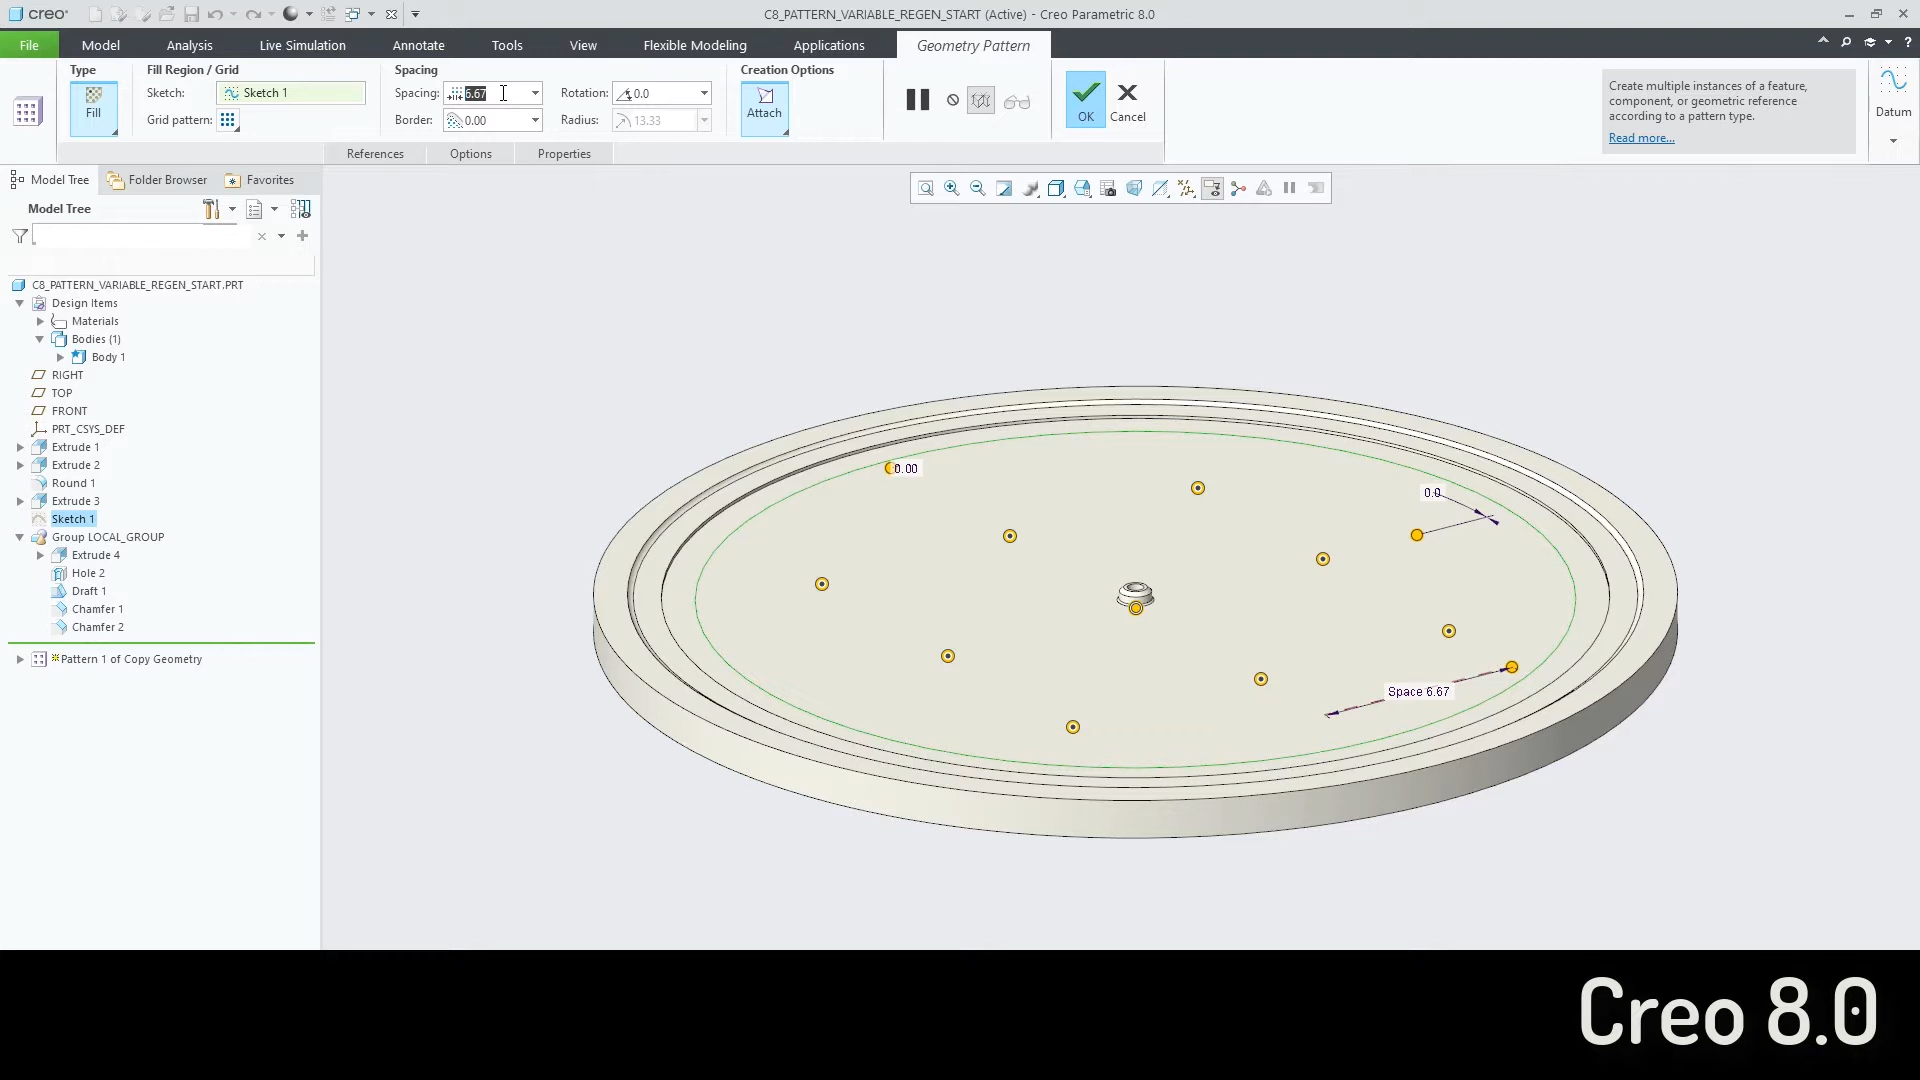 creo
C8_PATTERN_VARIABLE_REGEN_START (Active) - Creo Parametric 8.0
File
Model
Analysis
Live Simulation
Annotate
Tools
View
Flexible Modeling
Applications
Geometry Pattern
Type
Fill
Fill Region / Grid
Sketch:
Sketch 1
Grid pattern:
Spacing
Spacing:
6.67
Rotation:
0.0
Border:
0.00
Radius:
13.33
Creation Options
Attach
OK
Cancel
Create multiple instances of a feature,
component, or geometric reference
according to a pattern type.
Read more...
Datum
References
Options
Properties
Model Tree
Folder Browser
Favorites
Model Tree
C8_PATTERN_VARIABLE_REGEN_START.PRT
Design Items
Materials
Bodies (1)
Body 1
RIGHT
TOP
FRONT
PRT_CSYS_DEF
Extrude 1
Extrude 2
Round 1
Extrude 3
Sketch 1
Group LOCAL_GROUP
Extrude 4
Hole 2
Draft 1
Chamfer 1
Chamfer 2
Pattern 1 of Copy Geometry
0.00
0.0
Space 6.67
Creo 8.0